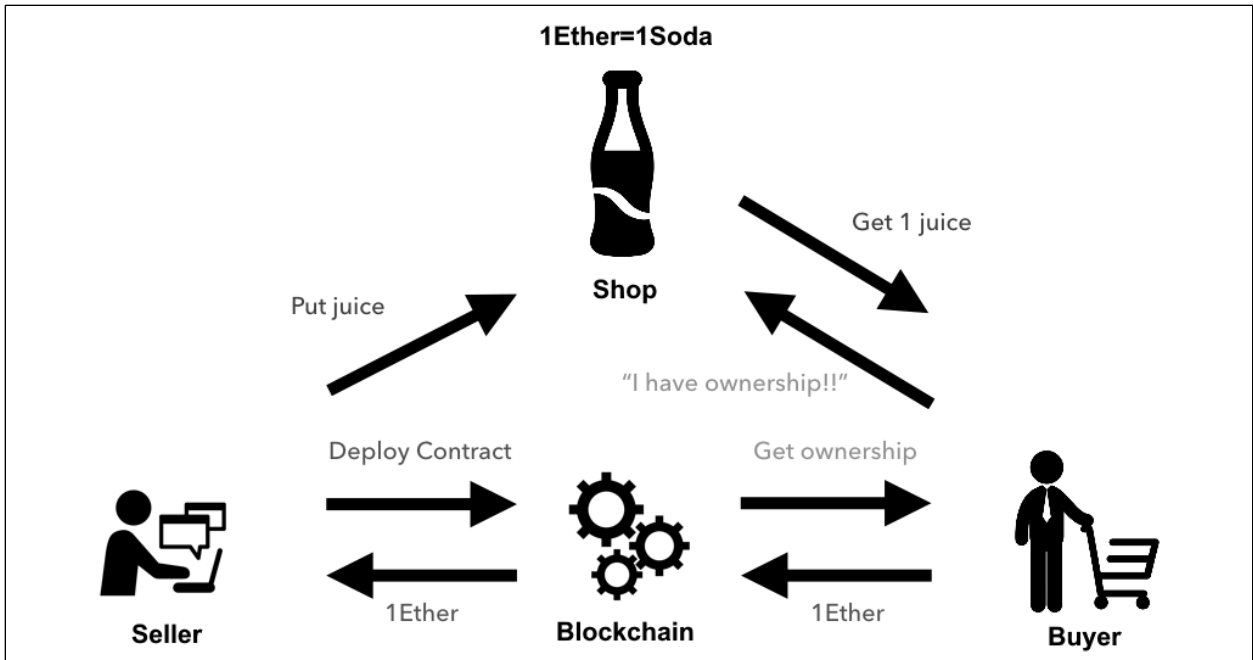 1Ether=1Soda
Get 1 juice
Shop
Put juice
“I have ownership!!”
Deploy Contract
Get ownership
1Ether
1Ether
Seller
Blockchain
Buyer